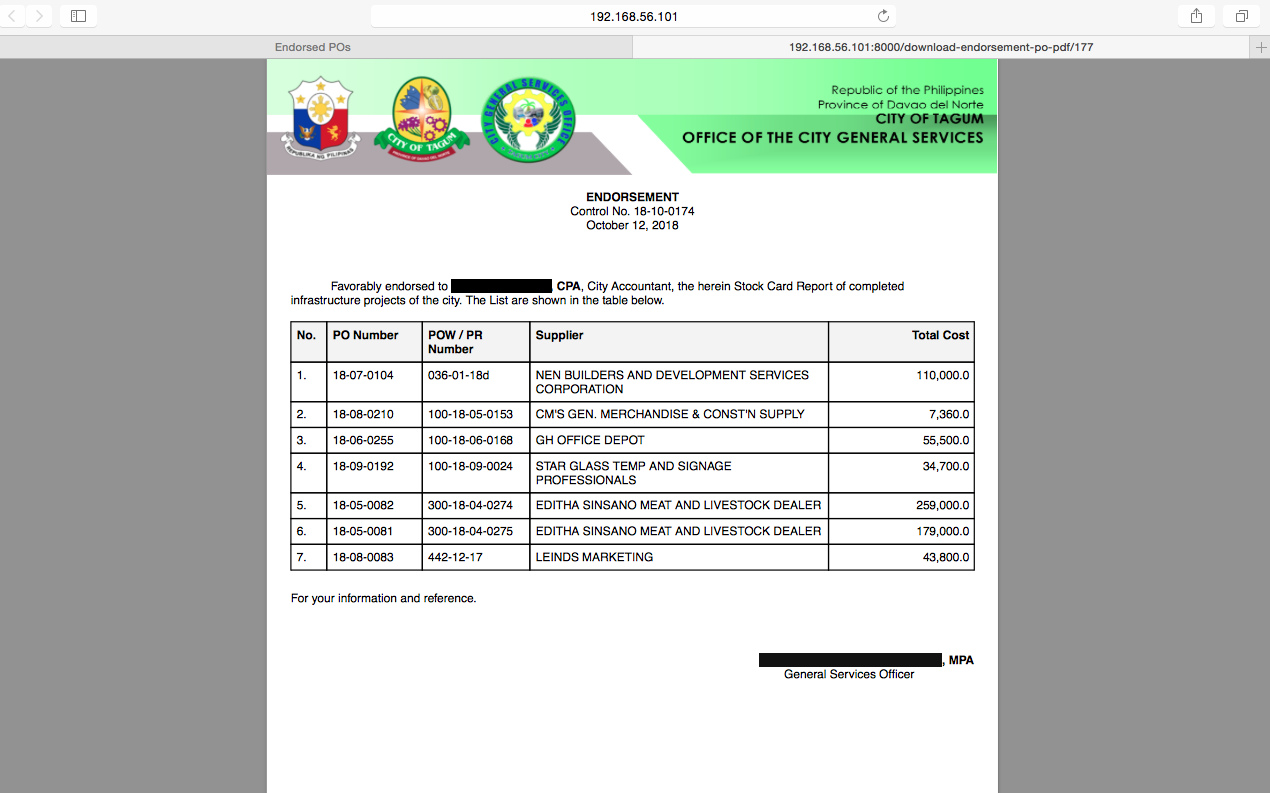 192.168.56.101
Endorsed POs
192.168.56.101:8000/download-endorsement-po-pdf/177
REPUBLIKA NG PILIPINAS
CITY OF TAGUM
PROVINCE OF DAVAO DEL NORTE
CITY GENERAL SERVICES OFFICE
Republic of the Philippines
Province of Davao del Norte
CITY OF TAGUM
OFFICE OF THE CITY GENERAL SERVICES
ENDORSEMENT
Control No. 18-10-0174
October 12, 2018
Favorably endorsed to , CPA, City Accountant, the herein Stock Card Report of completed
infrastructure projects of the city. The List are shown in the table below.
No. PO Number POW / PR Supplier Total Cost
Number
1. 18-07-0104 036-01-18d NEN BUILDERS AND DEVELOPMENT SERVICES 110,000.0
CORPORATION
2. 18-08-0210 100-18-05-0153 CM'S GEN. MERCHANDISE & CONST'N SUPPLY 7,360.0
3. 18-06-0255 100-18-06-0168 GH OFFICE DEPOT 55,500.0
4. 18-09-0192 100-18-09-0024 STAR GLASS TEMP AND SIGNAGE 34,700.0
PROFESSIONALS
5. 18-05-0082 300-18-04-0274 EDITHA SINSANO MEAT AND LIVESTOCK DEALER 259,000.0
6. 18-05-0081 300-18-04-0275 EDITHA SINSANO MEAT AND LIVESTOCK DEALER 179,000.0
7. 18-08-0083 442-12-17 LEINDS MARKETING 43,800.0
For your information and reference.
, MPA
General Services Officer